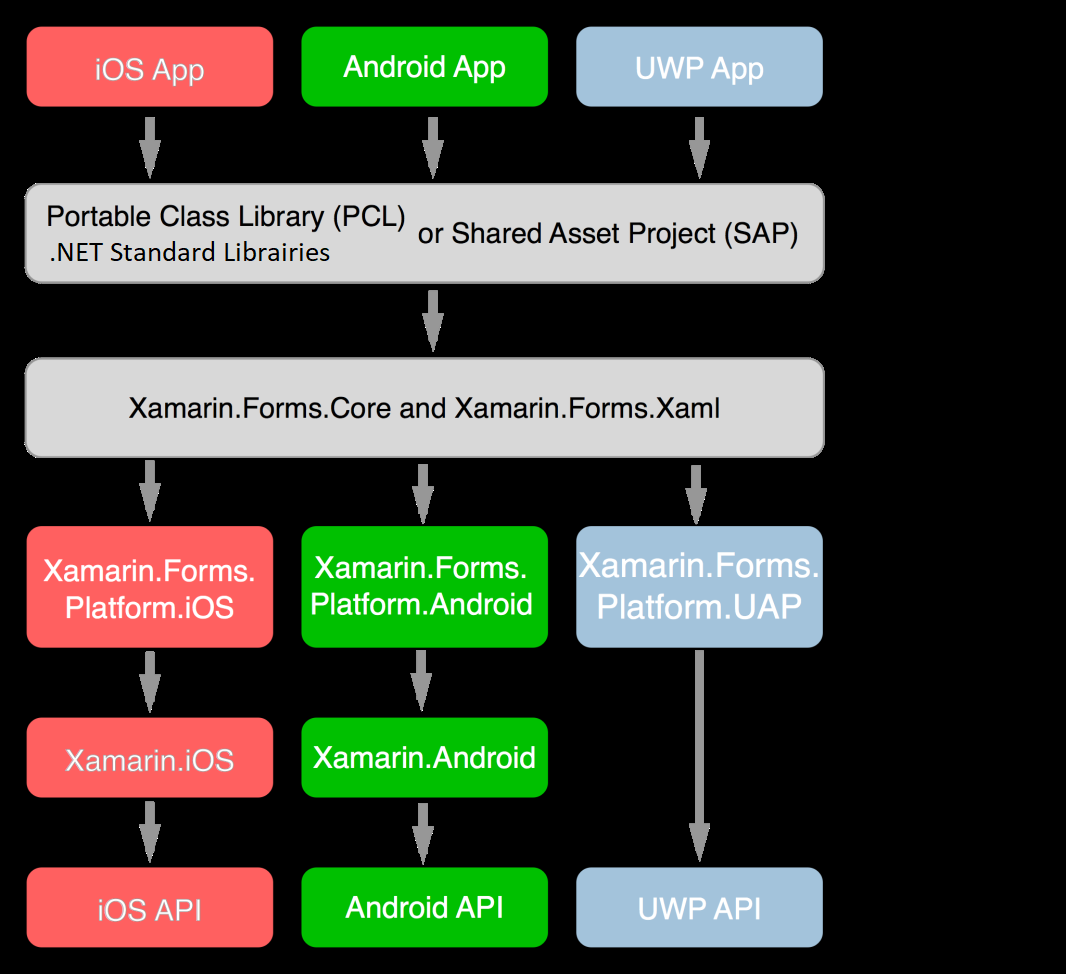 iOS App
Android App
UWP App
Portable Class Library (PCL)
.NET Standard Librairies
or Shared Asset Project (SAP)
Xamarin.Forms.Core and Xamarin.Forms.Xaml
Xamarin.Forms.
Platform.iOS
Xamarin.Forms.
Platform.Android
Xamarin.Forms.
Platform.UAP
Xamarin.iOS
Xamarin.Android
iOS API
Android API
UWP API